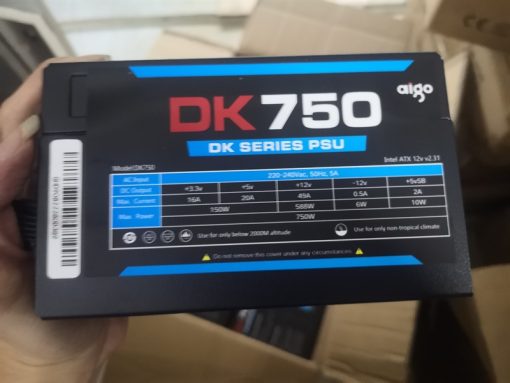 DK 750
aigo
DK SERIES PSU
Model(DK750)
Intel ATX 12v v2.31
AC Input 220-240Vac, 50Hz, 5A
DC Output +3.3v +5v +12v -12v +5vSB
Max. Current 16A 20A 49A 0.5A 2A
Max. Power 150W 588W 6W 10W
750W
Use for only below 2000M altitude
Use for only non-tropical climate
Do not remove this cover under any circumstances.